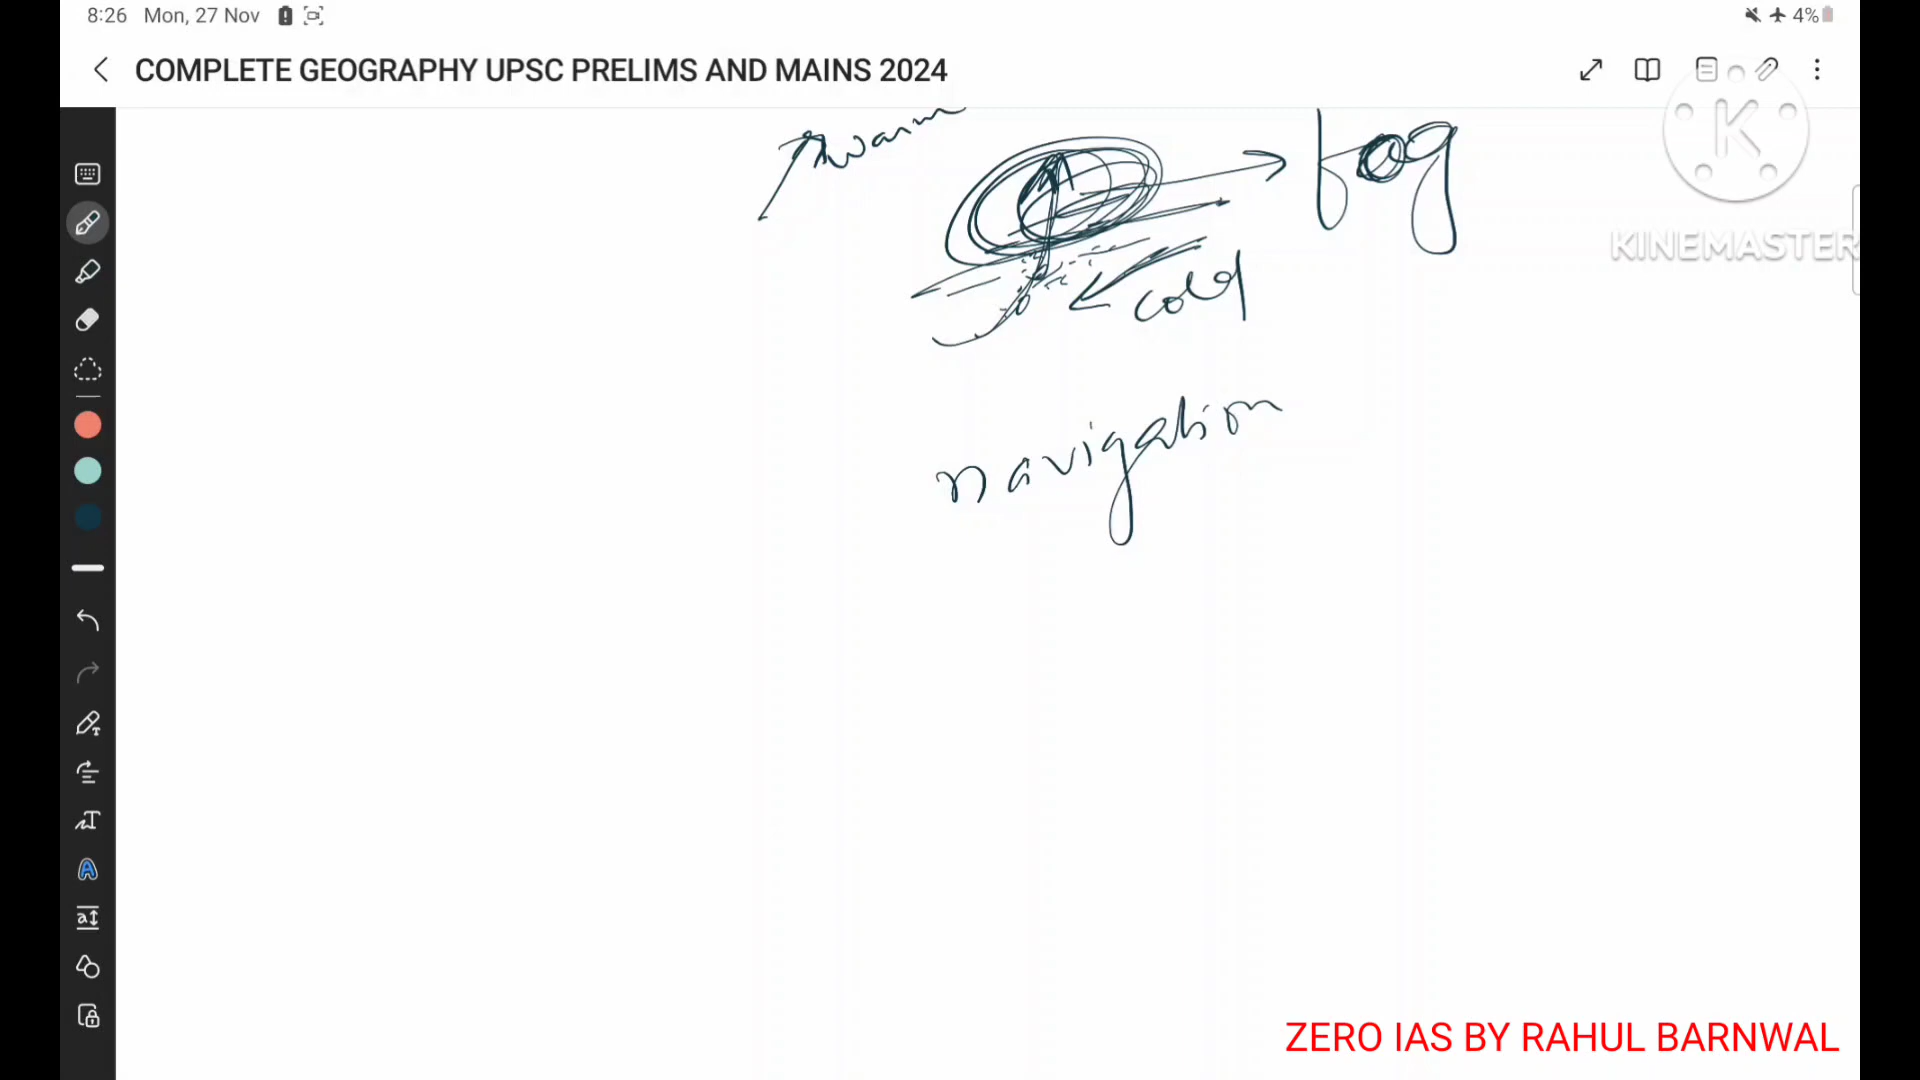 8:26 Mon, 27 Nov 4%
COMPLETE GEOGRAPHY UPSC PRELIMS AND MAINS 2024
KINEMASTER
warm
fog
cold
navigation
ZERO IAS BY RAHUL BARNWAL